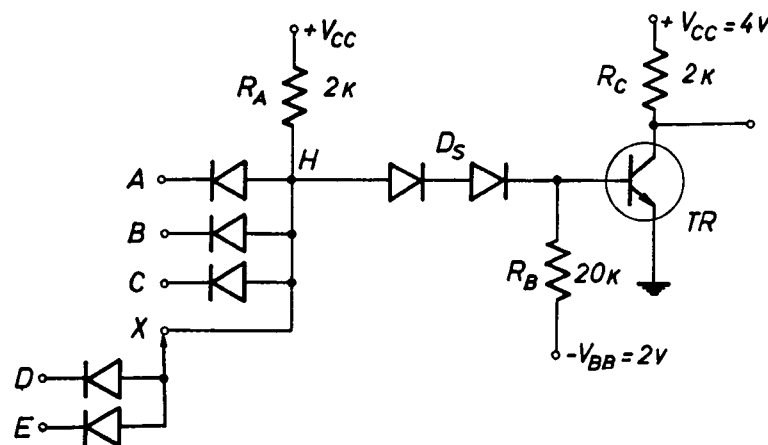 +V_CC
+ V_CC = 4V
R_A 2K
R_C 2K
A
H
D_S
B
TR
C
R_B 20K
X
-V_BB = 2V
D
E